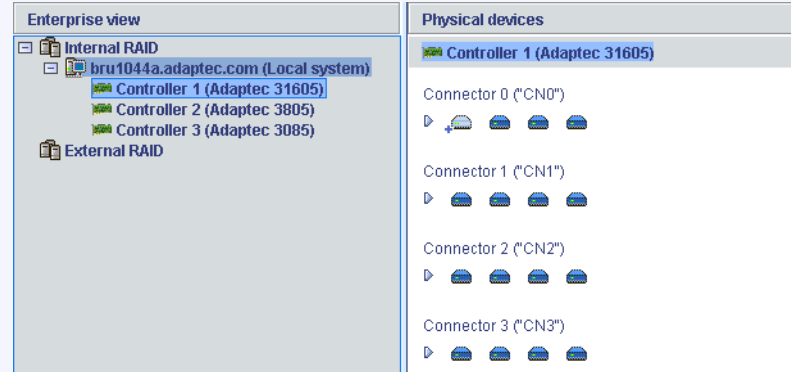 Enterprise view
Internal RAID
bru1044a.adaptec.com (Local system)
Controller 1 (Adaptec 31605)
Controller 2 (Adaptec 3805)
Controller 3 (Adaptec 3085)
External RAID
Physical devices
Controller 1 (Adaptec 31605)
Connector 0 ("CN0")
Connector 1 ("CN1")
Connector 2 ("CN2")
Connector 3 ("CN3")